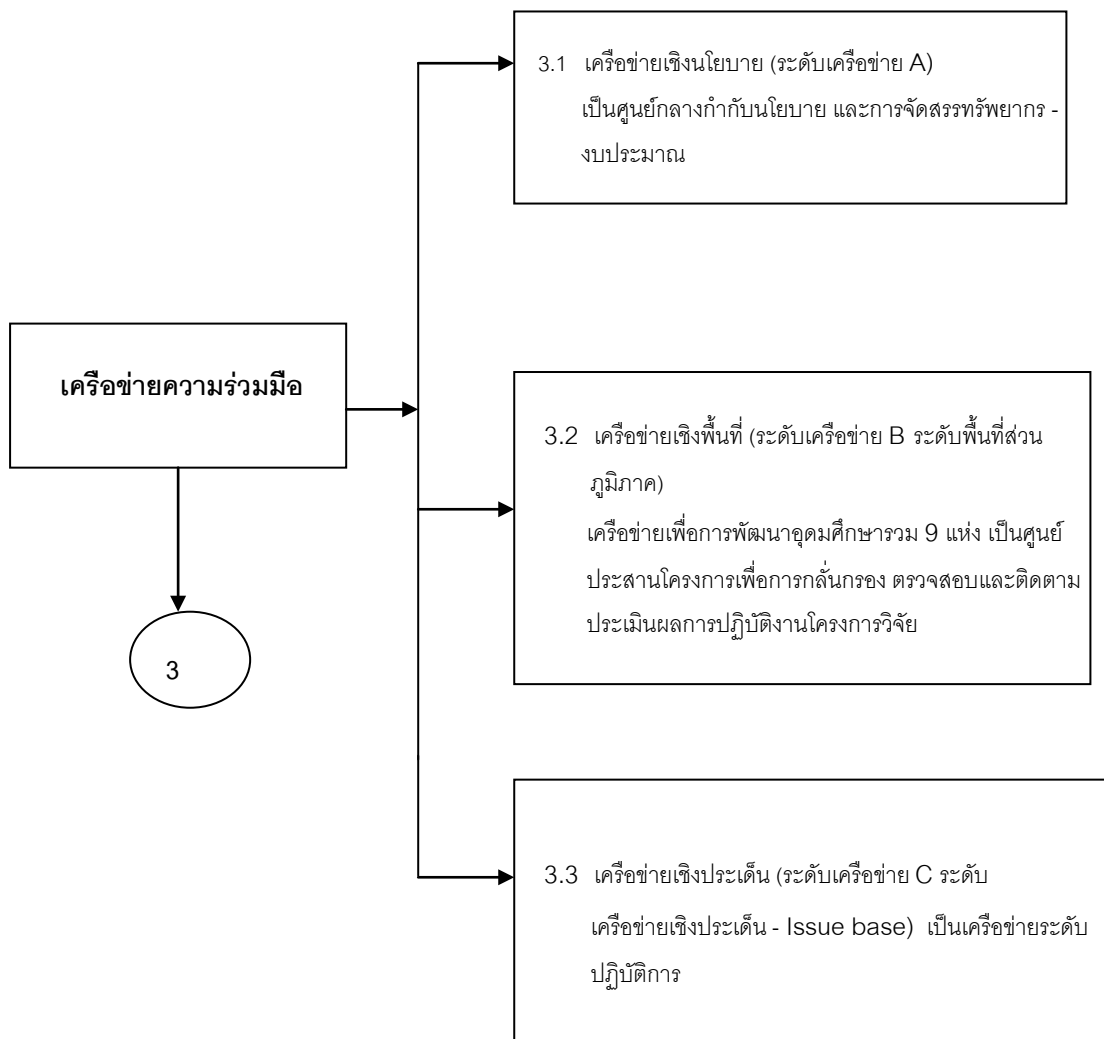 3.1 เครือข่ายเชิงนโยบาย (ระดับเครือข่าย A)
เป็นศูนย์กลางกำกับนโยบาย และการจัดสรรทรัพยากร -
งบประมาณ
เครือข่ายความร่วมมือ
3
3.2 เครือข่ายเชิงพื้นที่ (ระดับเครือข่าย B ระดับพื้นที่ส่วน
ภูมิภาค)
เครือข่ายเพื่อการพัฒนาอุดมศึกษารวม 9 แห่ง เป็นศูนย์
ประสานโครงการเพื่อการกลั่นกรอง ตรวจสอบและติดตาม
ประเมินผลการปฏิบัติงานโครงการวิจัย
3.3 เครือข่ายเชิงประเด็น (ระดับเครือข่าย C ระดับ
เครือข่ายเชิงประเด็น - Issue base) เป็นเครือข่ายระดับ
ปฏิบัติการ